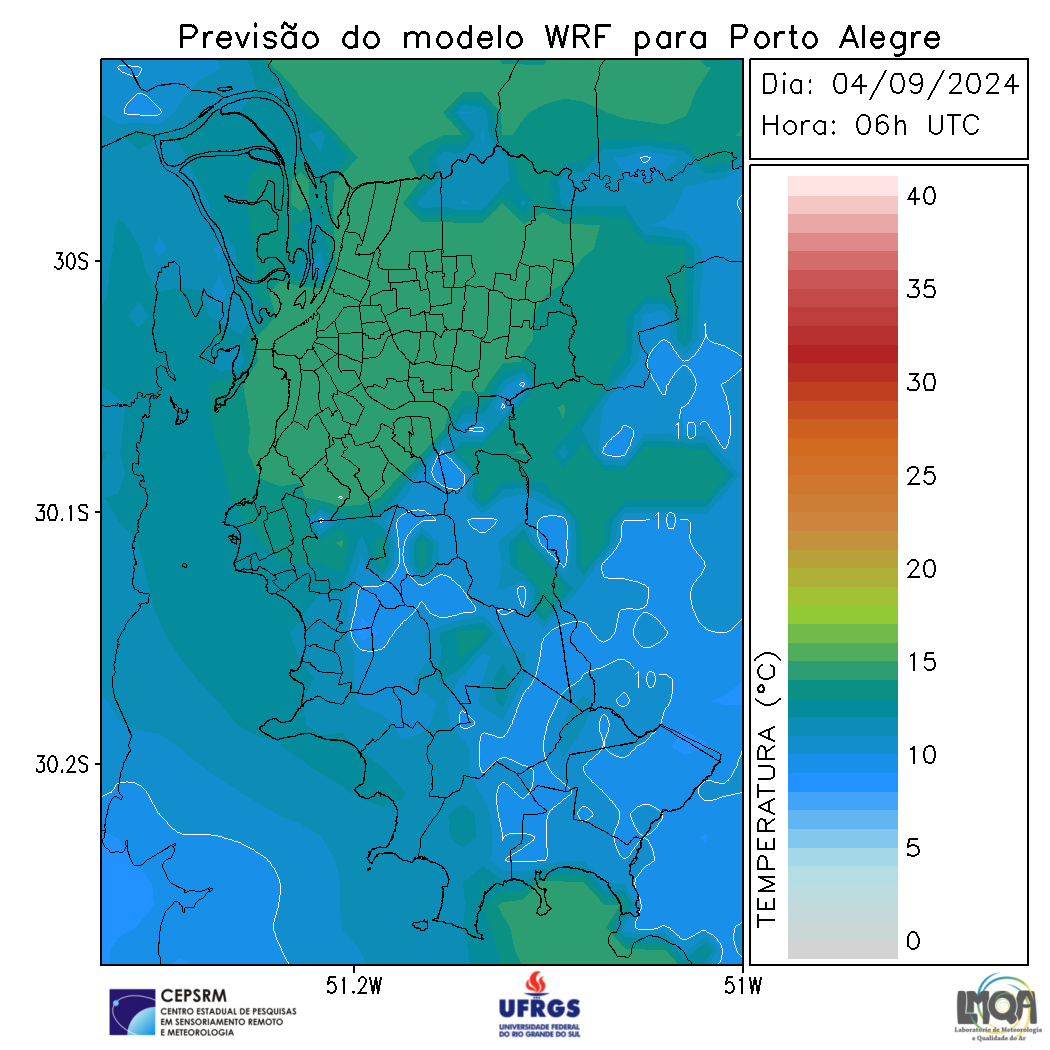 Previsão do modelo WRF para Porto Alegre
Dia: 04/09/2024
Hora: 06h UTC
40
35
30
25
20
15
10
5
0
TEMPERATURA (°C)
30S
30.1S
30.2S
51.2W
51W
10
10
10
CEPSRM
CENTRO ESTADUAL DE PESQUISAS
EM SENSORIAMENTO REMOTO
E METEOROLOGIA
UFRGS
UNIVERSIDADE FEDERAL
DO RIO GRANDE DO SUL
LMQA
Laboratório de Meteorologia
e Qualidade do Ar